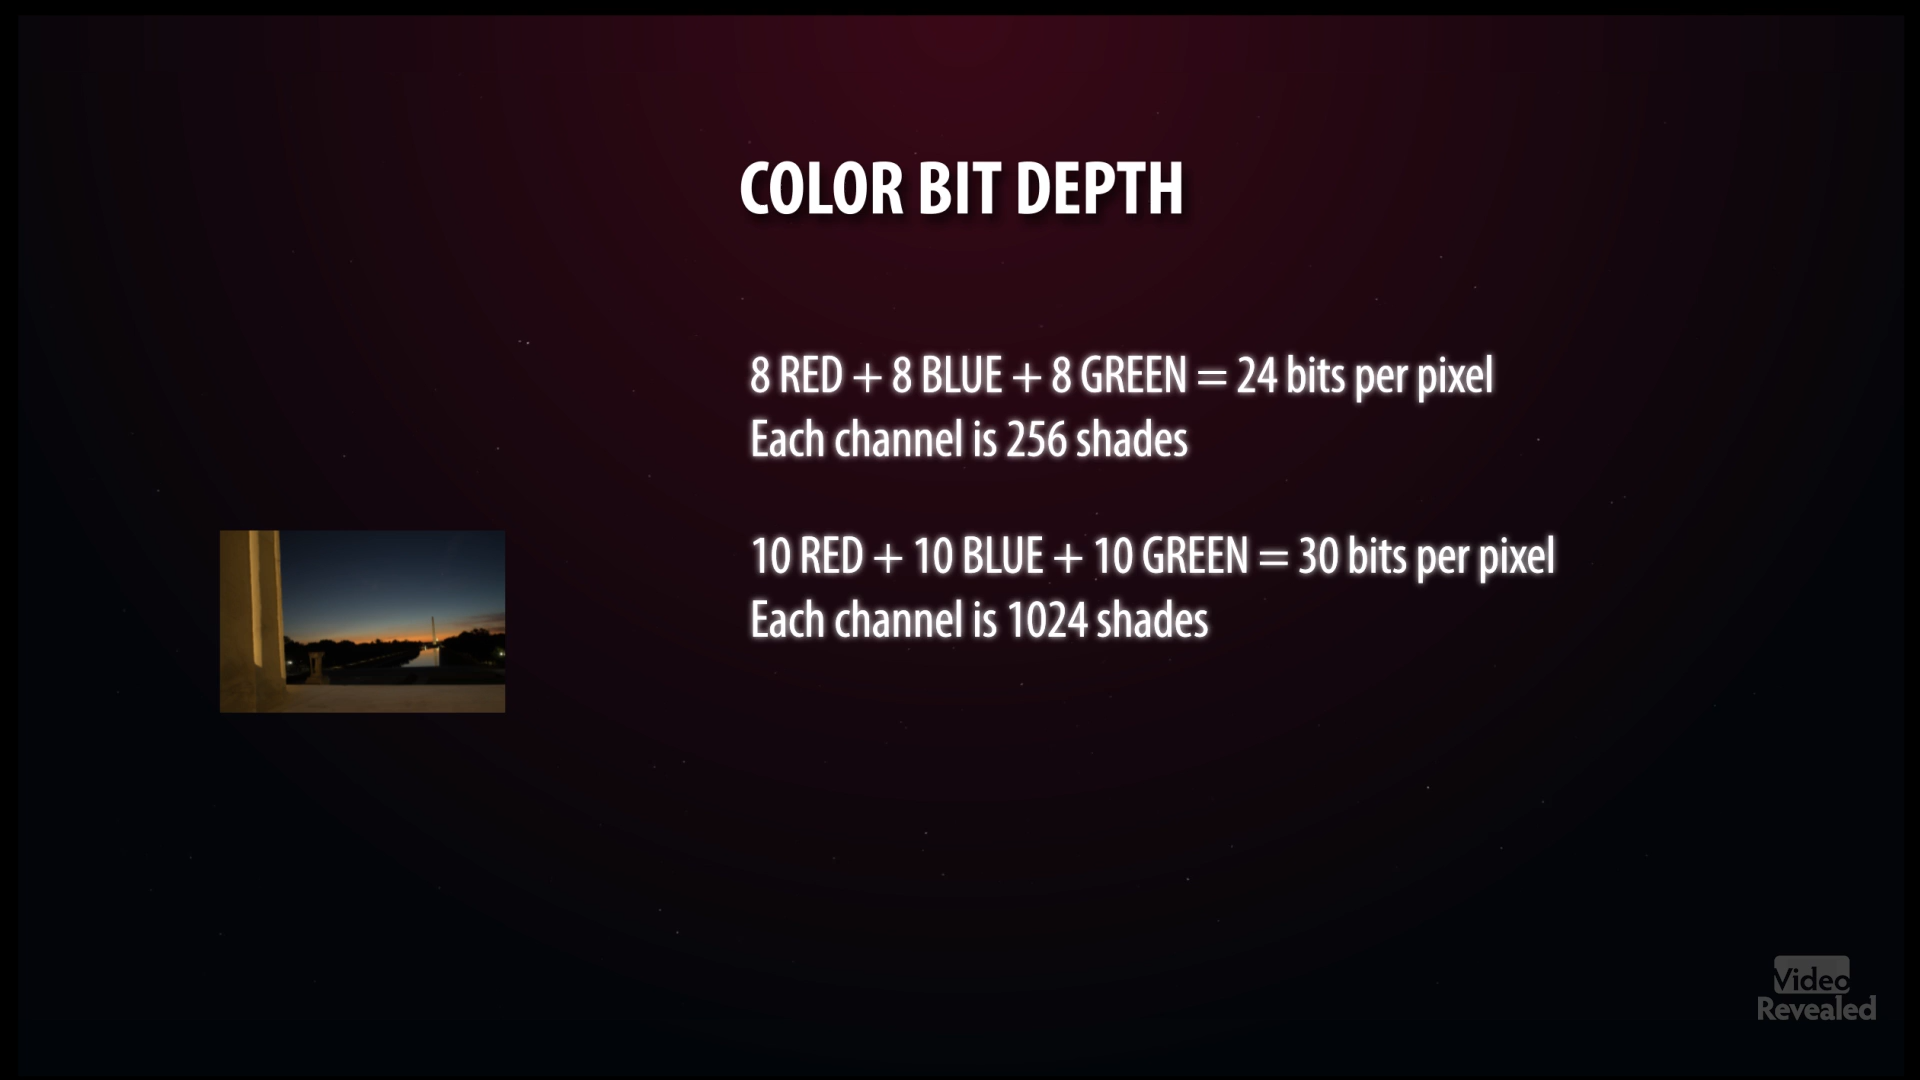 COLOR BIT DEPTH
8 RED + 8 BLUE + 8 GREEN = 24 bits per pixel
Each channel is 256 shades
10 RED + 10 BLUE + 10 GREEN = 30 bits per pixel
Each channel is 1024 shades
Video
Revealed